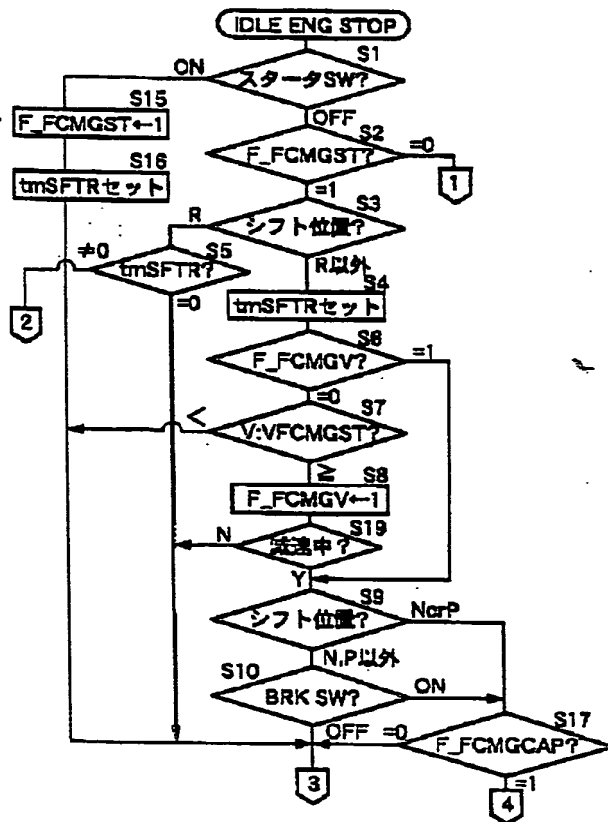 IDLE ENG STOP
S1
スタータSW?
ON
OFF
S15
F_FCMGST←1
S16
tmSFTRセット
S2
F_FCMGST?
=0
1
=1
S3
シフト位置?
R
R以外
S5
tmSFTR?
≠0
=0
2
S4
tmSFTRセット
S6
F_FCMGV?
=1
=0
S7
V:VFCMGST?
<
≧
S8
F_FCMGV←1
S19
減速中?
N
Y
S9
シフト位置?
NorP
N,P以外
S10
BRK SW?
ON
OFF
S17
F_FCMGCAP?
=0
=1
3
4